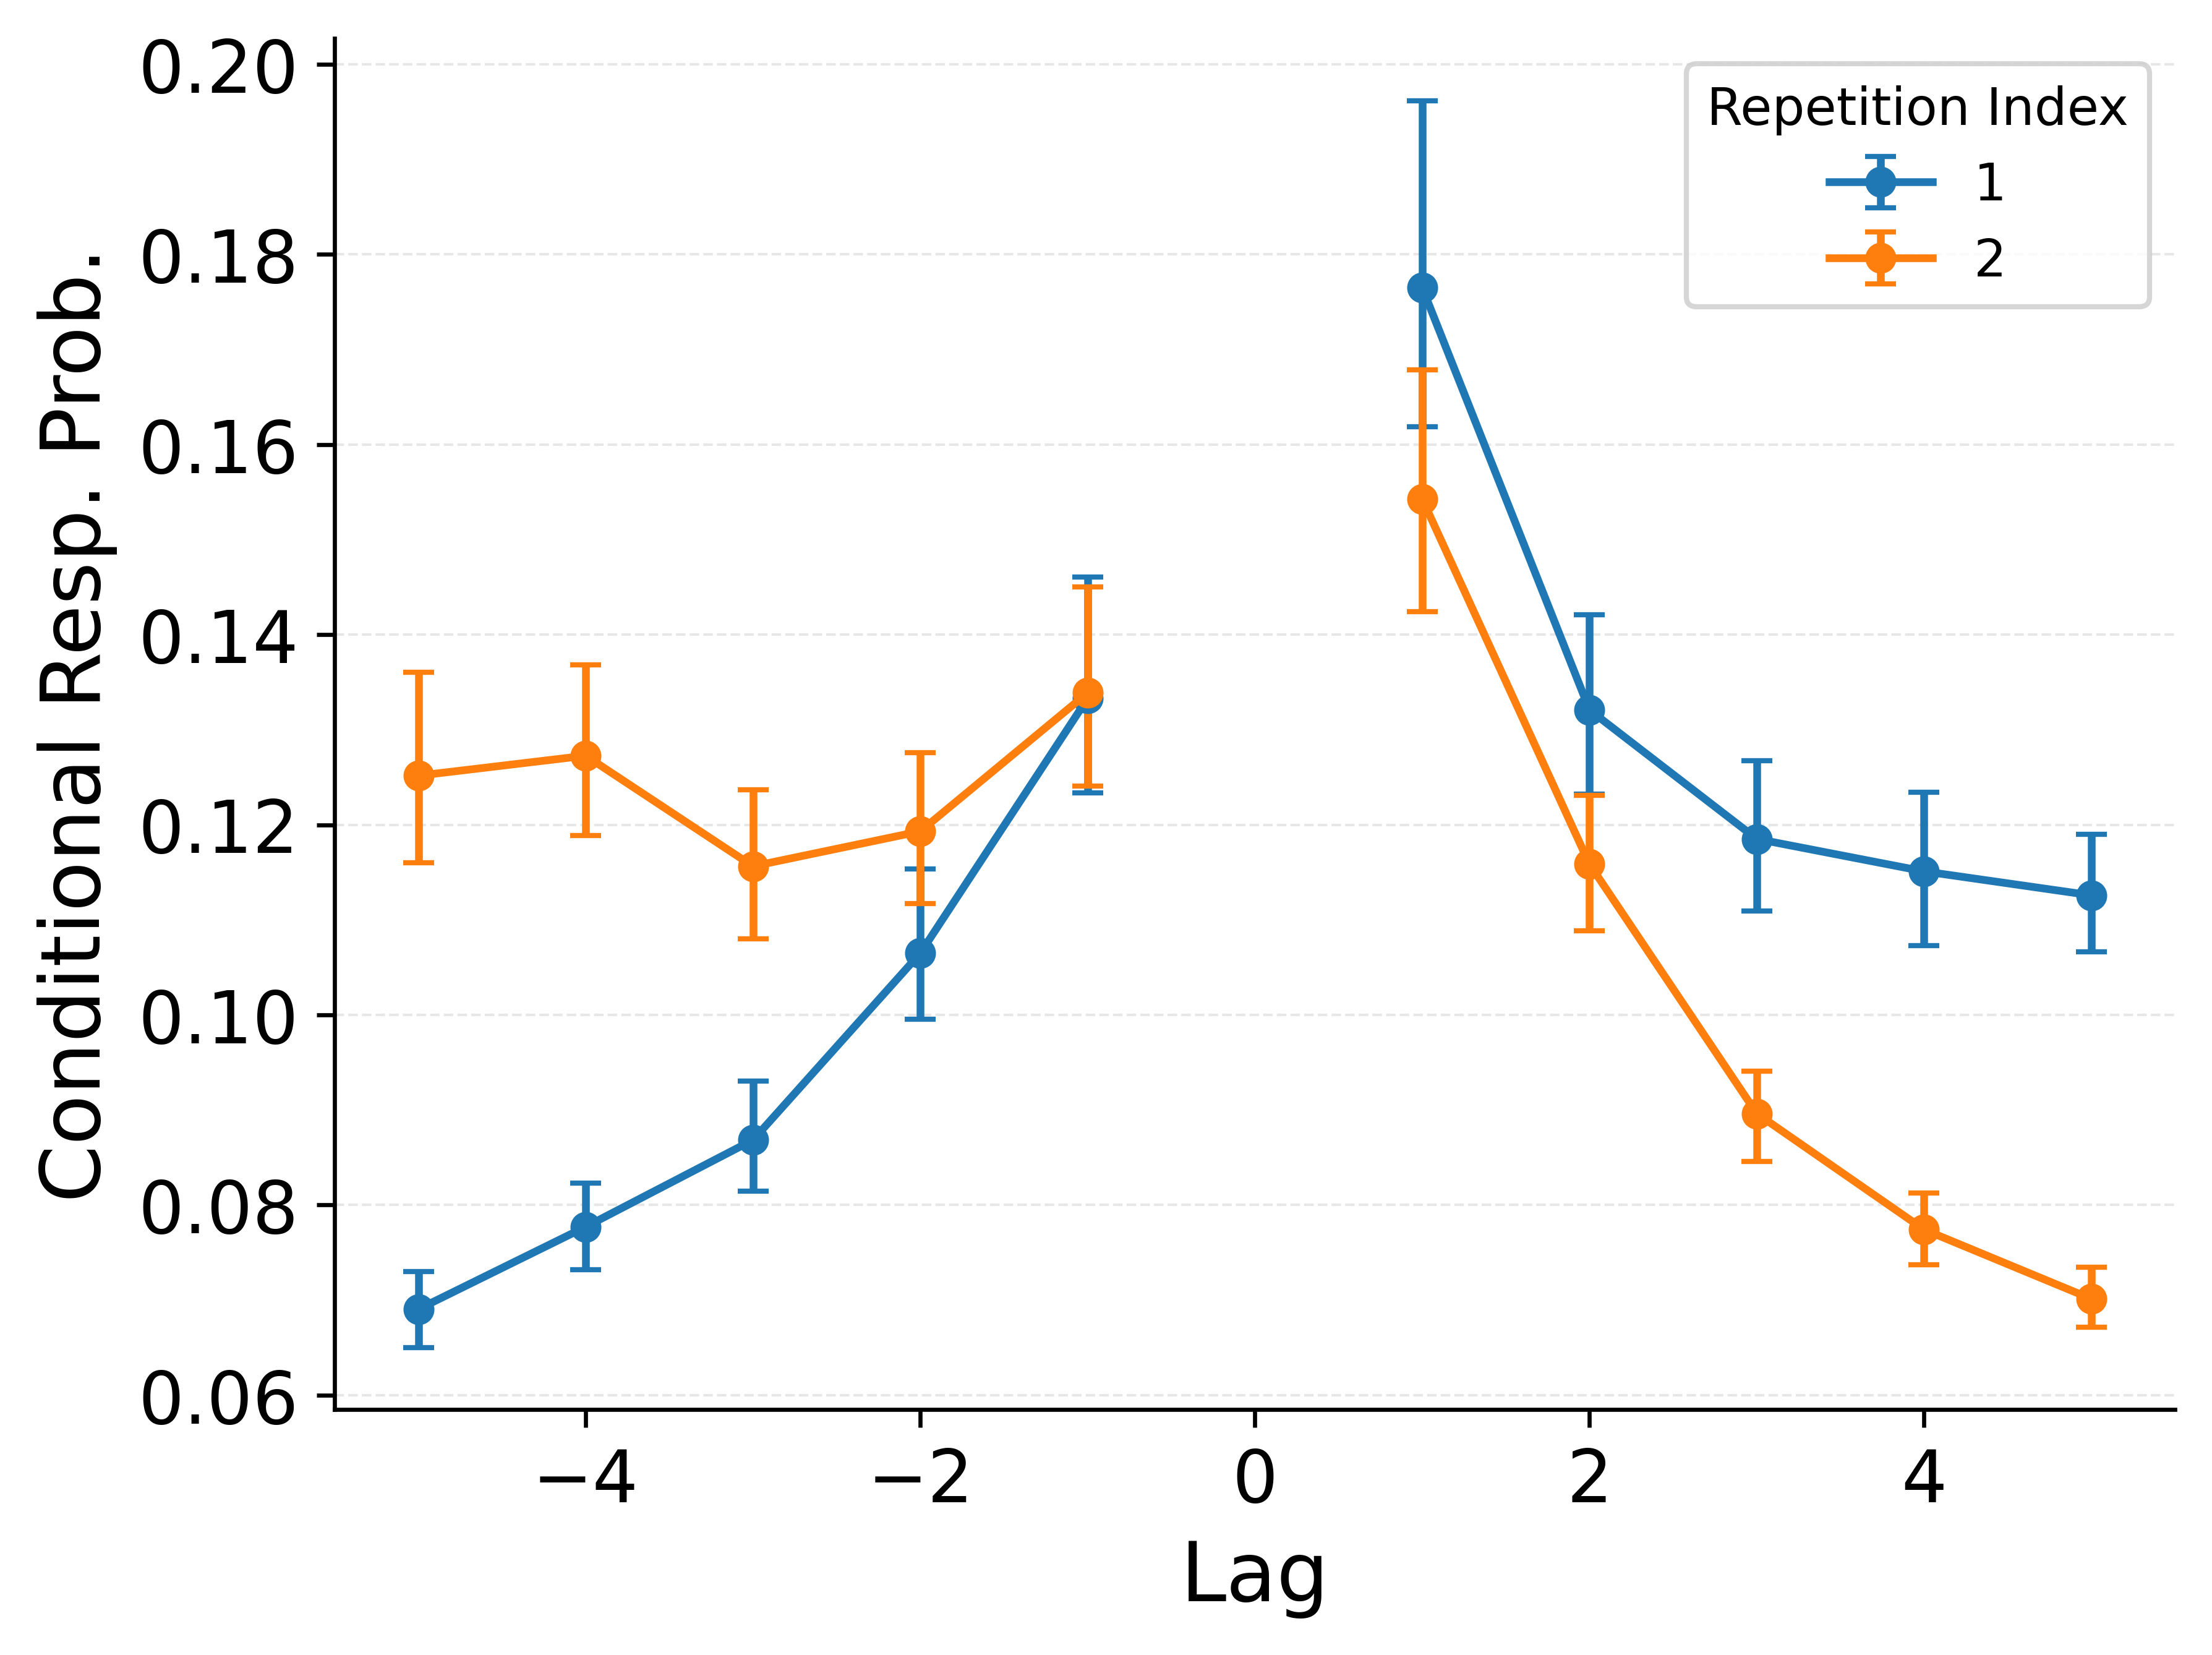 0.20
0.18
0.16
0.14
0.12
0.10
0.08
0.06
Conditional Resp. Prob.
Repetition Index
1
2
−4 −2 0 2 4
Lag